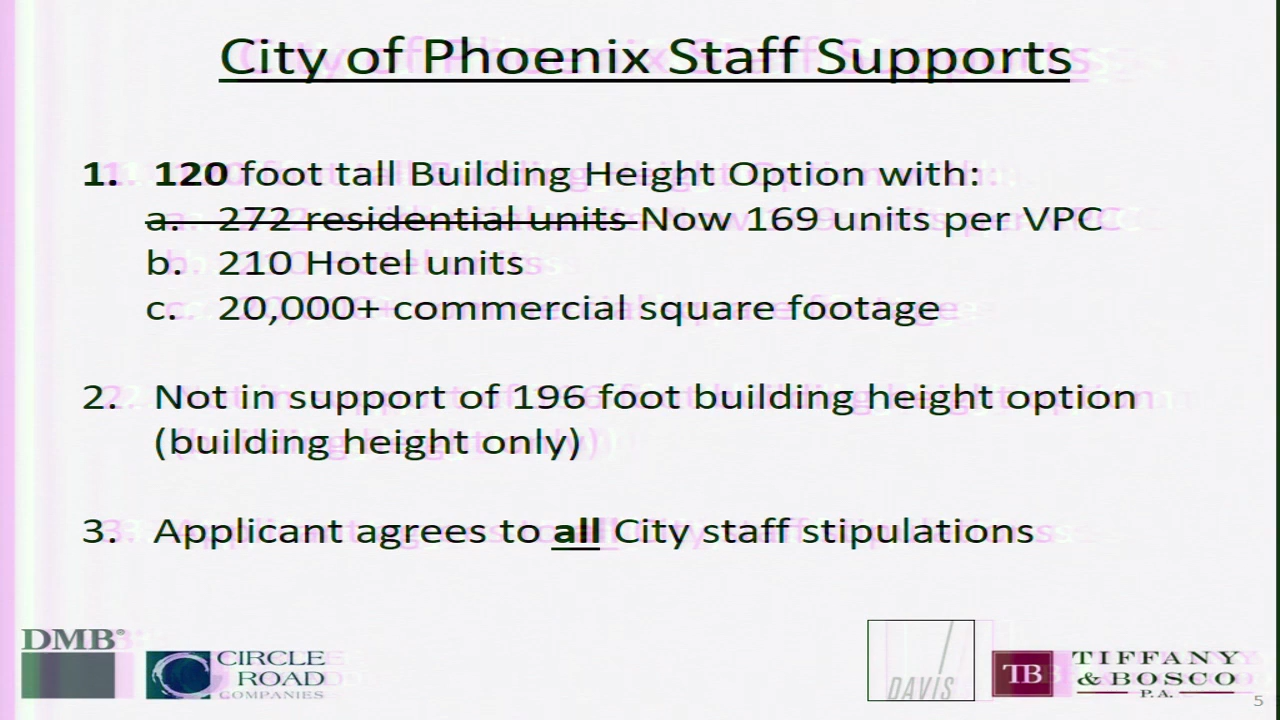 City of Phoenix Staff Supports
1. 120 foot tall Building Height Option with:
a. 272 residential units Now 169 units per VPC
b. 210 Hotel units
c. 20,000+ commercial square footage
2. Not in support of 196 foot building height option
(building height only)
3. Applicant agrees to all City staff stipulations
DMB®
CIRCLE
ROAD
COMPANIES
DAVIS
TB
TIFFANY
& BOSCO
P.A.
5